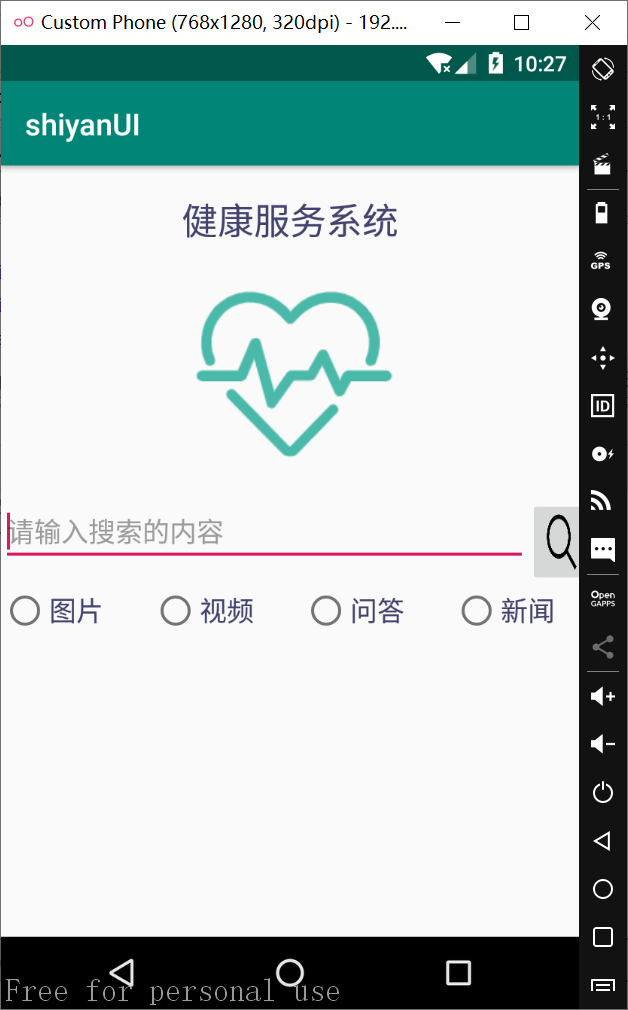 Custom Phone (768x1280, 320dpi) - 192....
10:27
shiyanUI
健康服务系统
请输入搜索的内容
图片 视频 问答 新闻
1:1
GPS
ID
Open
GAPPS
Free for personal use